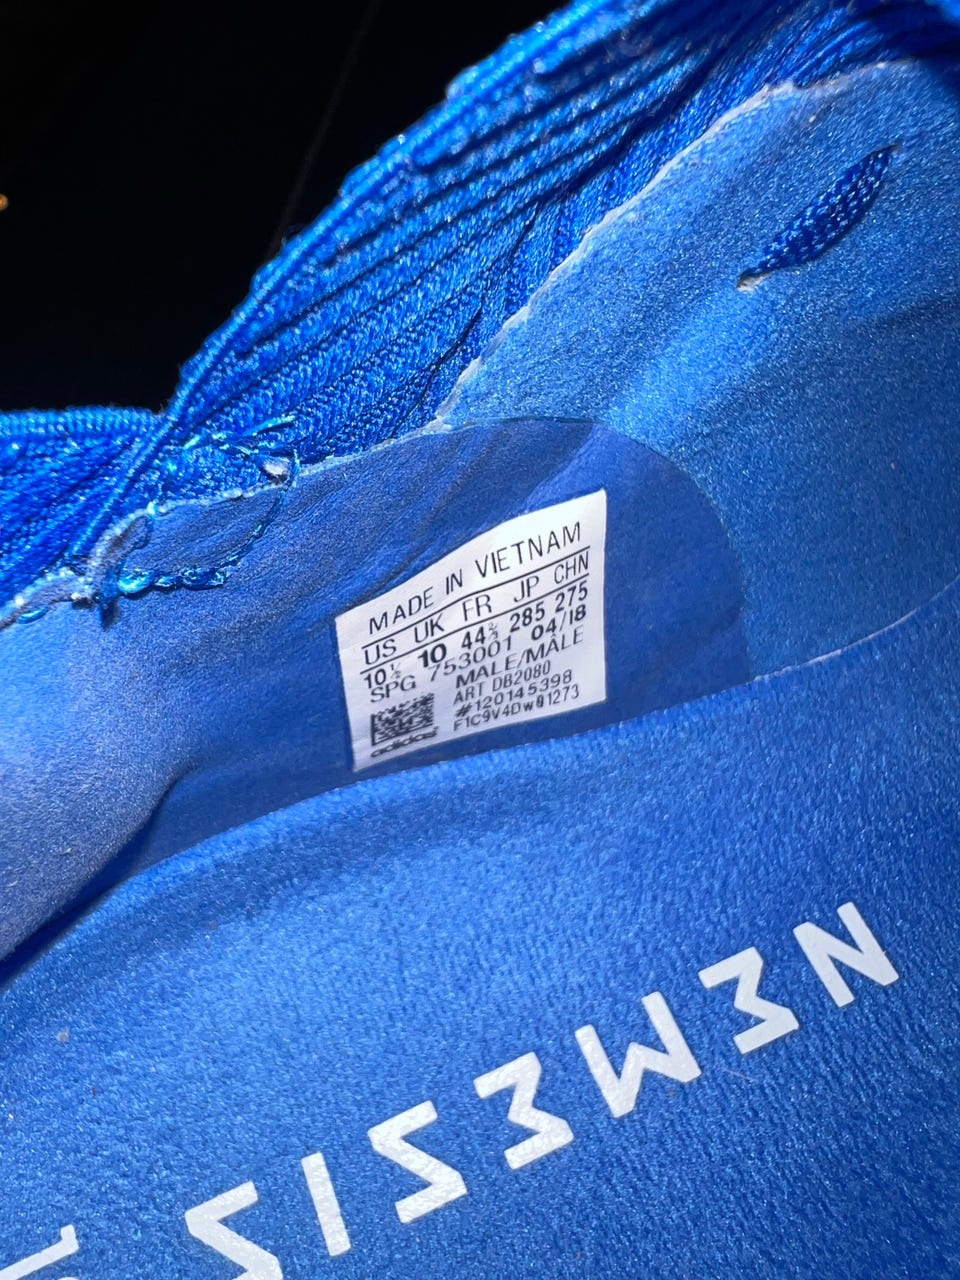 MADE IN VIETNAM
US UK FR JP CHN
10½ 10 44⅔ 285 275
SPG 753001 04/18
MALE/MÂLE
ART DB2080
#120145398
F1C9V4DW01273
adidas
NEMESIS